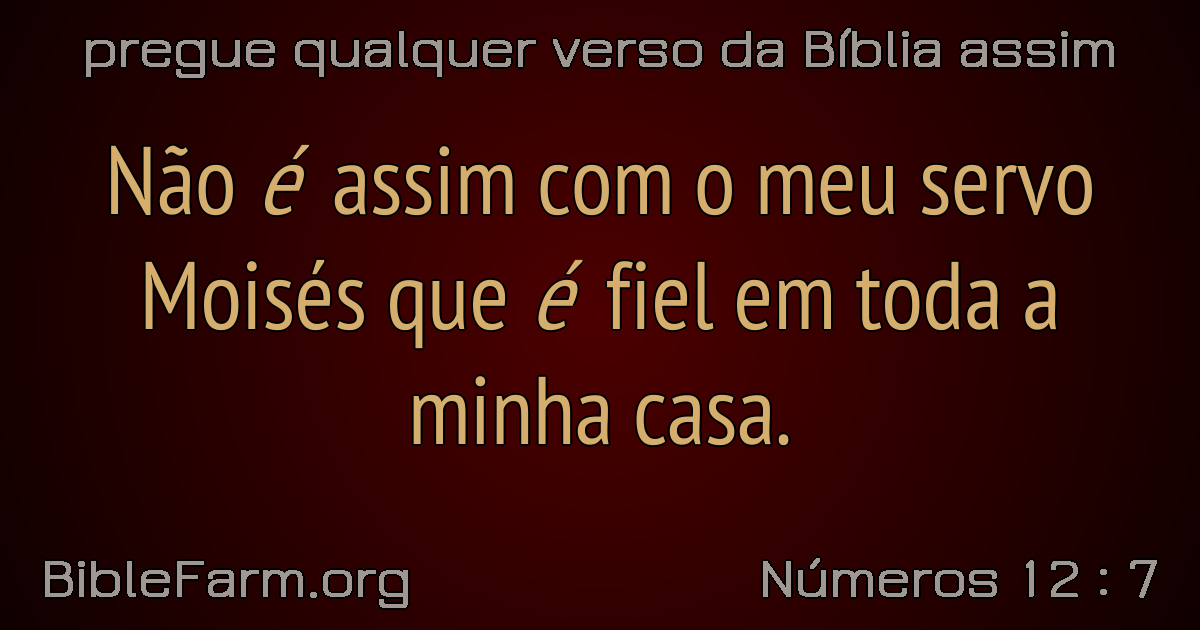 pregue qualquer verso da Bíblia assim
Não é assim com o meu servo
Moisés que é fiel em toda a
minha casa.
BibleFarm.org
Números 12 : 7